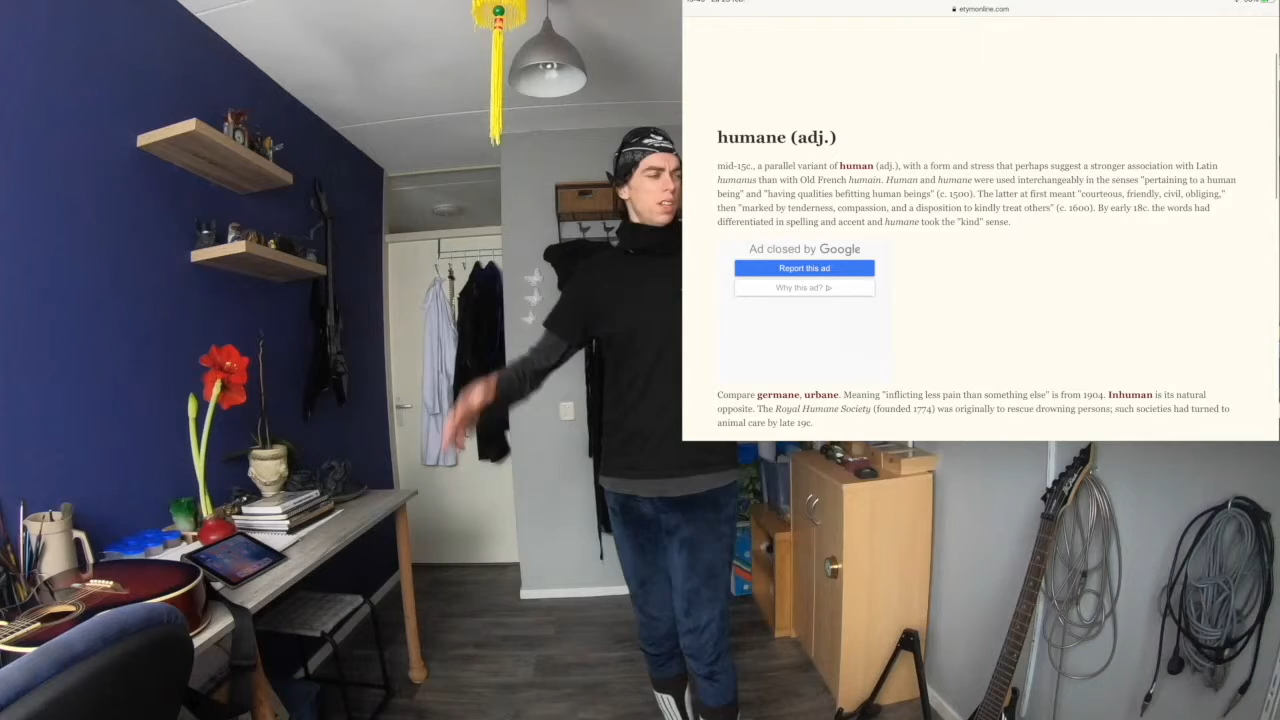 etymonline.com
humane (adj.)
mid-15c., a parallel variant of human (adj.), with a form and stress that perhaps suggest a stronger association with Latin
humanus than with Old French humain. Human and humane were used interchangeably in the senses "pertaining to a human
being" and "having qualities befitting human beings" (c. 1500). The latter at first meant "courteous, friendly, civil, obliging,"
then "marked by tenderness, compassion, and a disposition to kindly treat others" (c. 1600). By early 18c. the words had
differentiated in spelling and accent and humane took the "kind" sense.
Ad closed by Google
Report this ad
Why this ad?
Compare germane, urbane. Meaning "inflicting less pain than something else" is from 1904. Inhuman is its natural
opposite. The Royal Humane Society (founded 1774) was originally to rescue drowning persons; such societies had turned to
animal care by late 19c.